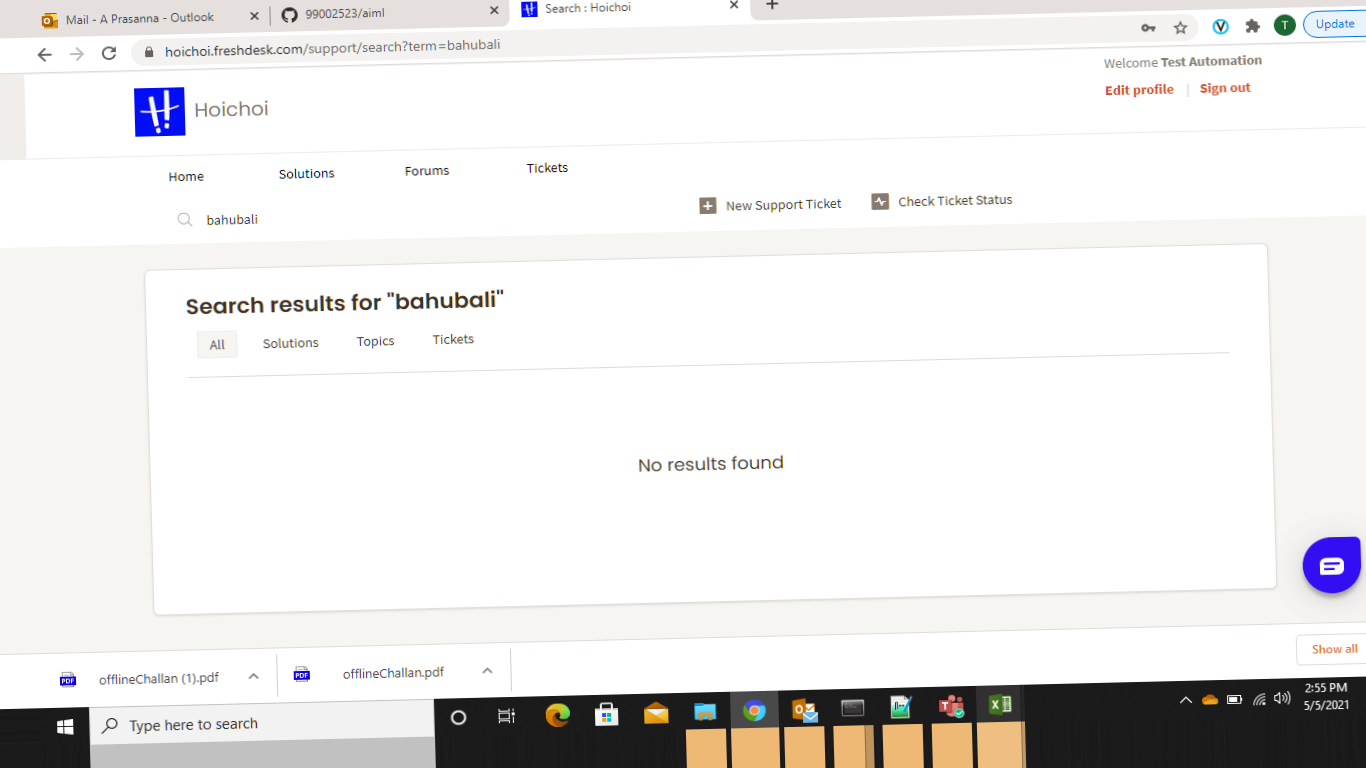 Mail - A Prasanna - Outlook
99002523/aiml
Search : Hoichoi
hoichoi.freshdesk.com/support/search?term=bahubali
T
Update
Welcome Test Automation
Edit profile | Sign out
Hoichoi
Home
Solutions
Forums
Tickets
bahubali
New Support Ticket
Check Ticket Status
Search results for "bahubali"
All
Solutions
Topics
Tickets
No results found
PDF
offlineChallan (1).pdf
PDF
offlineChallan.pdf
Show all
Type here to search
2:55 PM
5/5/2021